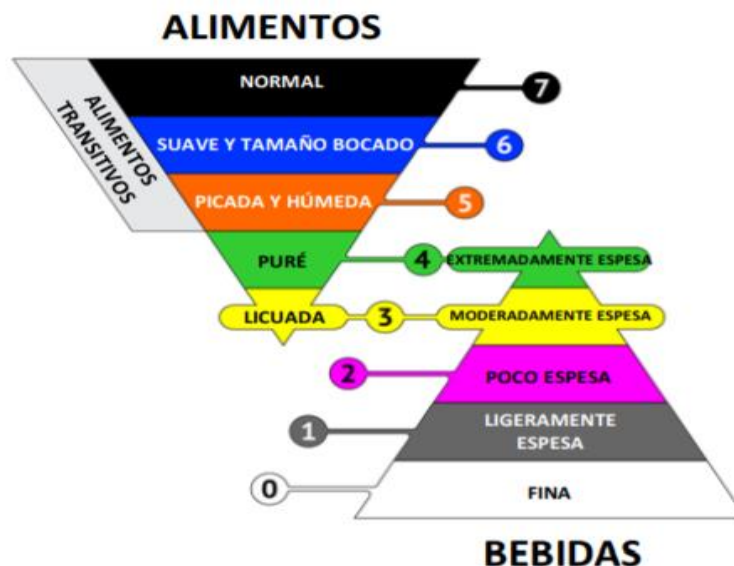 ALIMENTOS
ALIMENTOS
TRANSITIVOS
NORMAL
7
SUAVE Y TAMAÑO BOCADO
6
PICADA Y HÚMEDA
5
PURÉ
4
EXTREMADAMENTE ESPESA
LICUADA
3
MODERADAMENTE ESPESA
2
POCO ESPESA
1
LIGERAMENTE
ESPESA
0
FINA
BEBIDAS